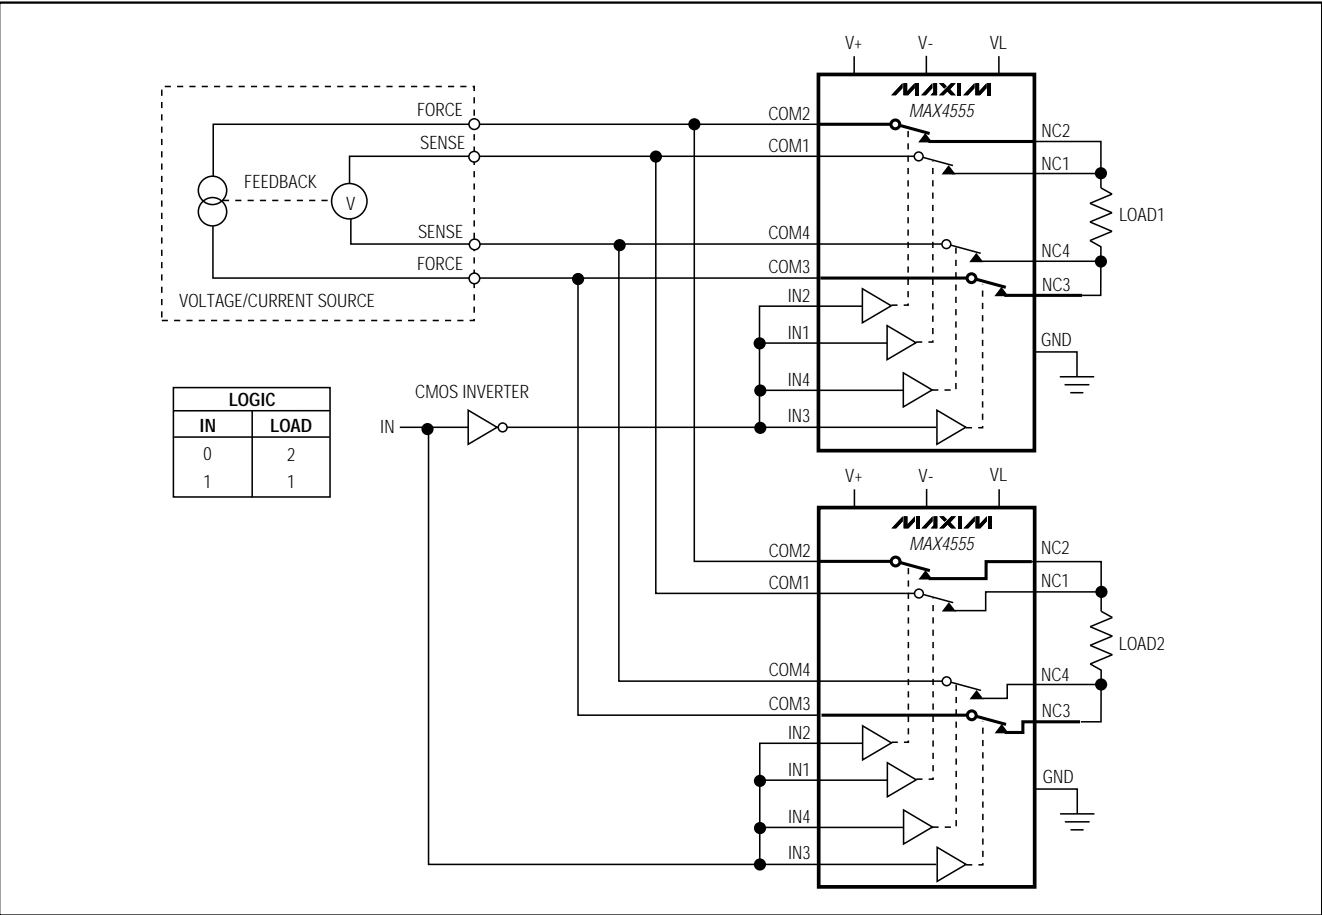 V+ V- VL
MAXIM
MAX4555
FORCE
SENSE
FEEDBACK
V
SENSE
FORCE
VOLTAGE/CURRENT SOURCE
COM2
COM1
COM4
COM3
IN2
IN1
IN4
IN3
NC2
NC1
LOAD1
NC4
NC3
GND
LOGIC
IN LOAD
0 2
1 1
CMOS INVERTER
IN
V+ V- VL
MAXIM
MAX4555
COM2
COM1
COM4
COM3
IN2
IN1
IN4
IN3
NC2
NC1
LOAD2
NC4
NC3
GND